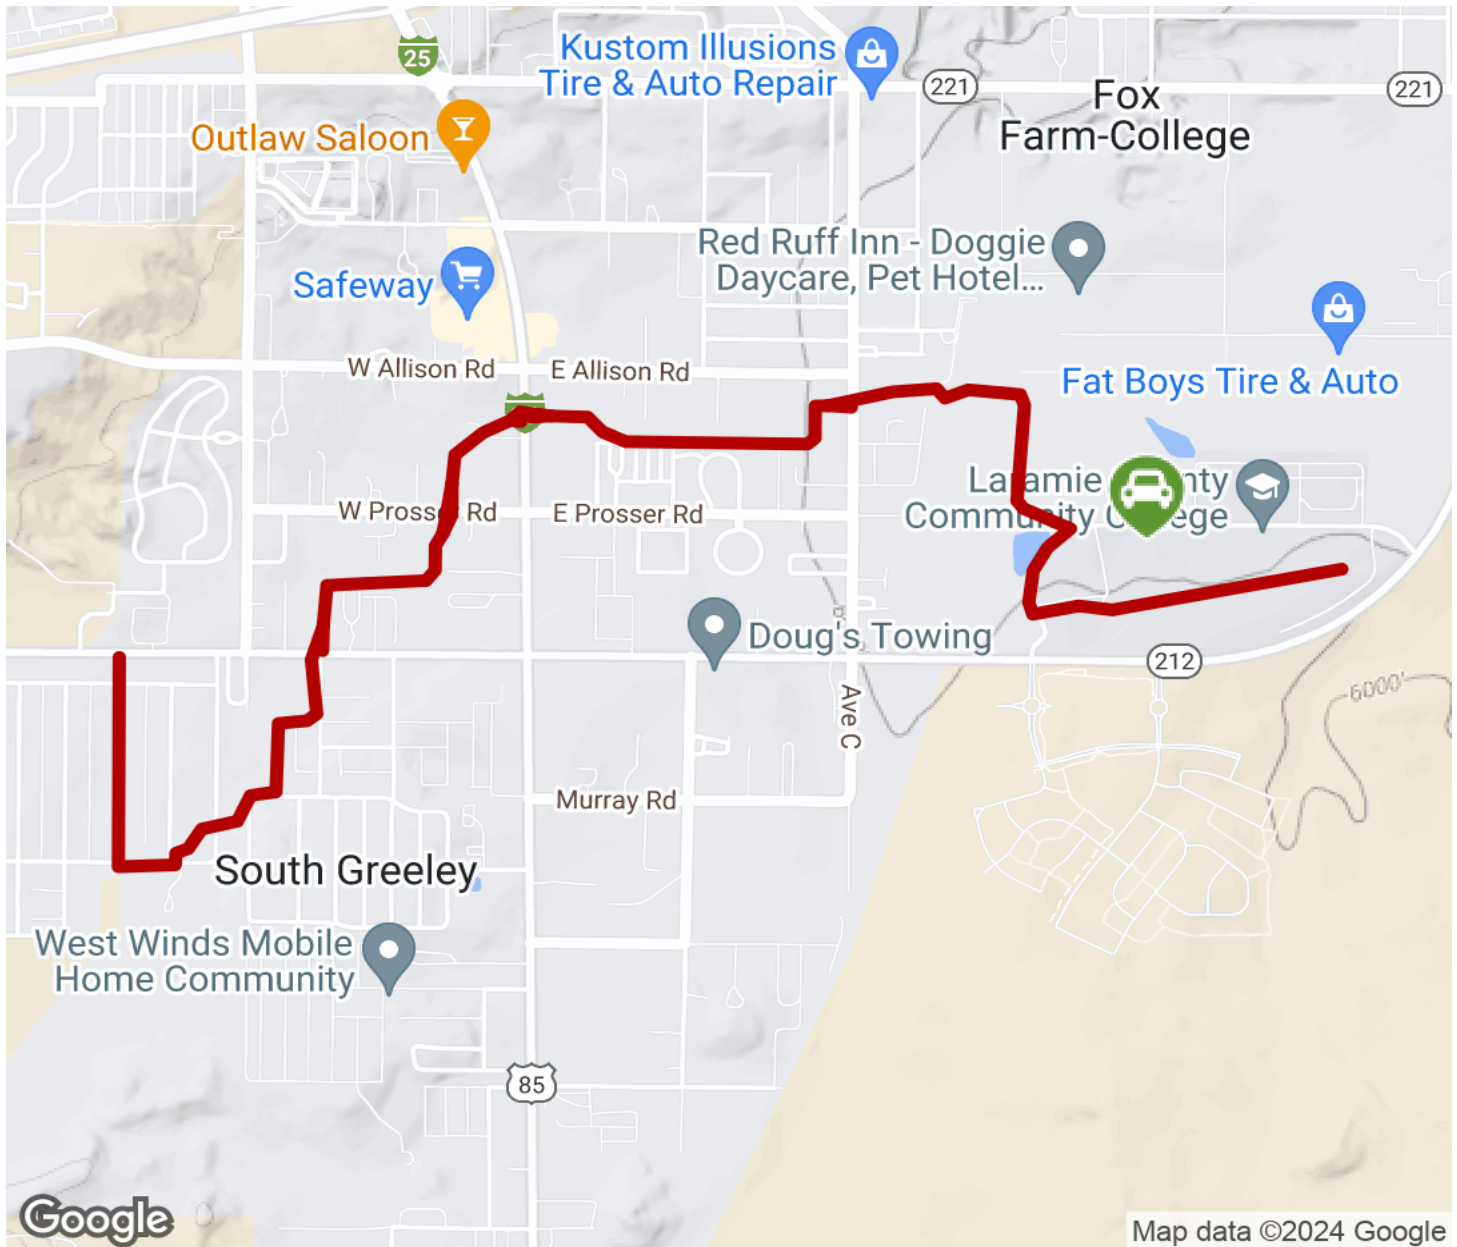 25
Kustom Illusions
Tire & Auto Repair
221
Fox
Farm-College
221
Outlaw Saloon
Red Ruff Inn - Doggie
Daycare, Pet Hotel...
Safeway
W Allison Rd
E Allison Rd
Fat Boys Tire & Auto
Community
W
Rd
E Prosser Rd
Doug's Towing
212
6000'
Ave C
Murray Rd
South Greeley
West Winds Mobile
Home Community
85
Google
Map data ©2024 Google